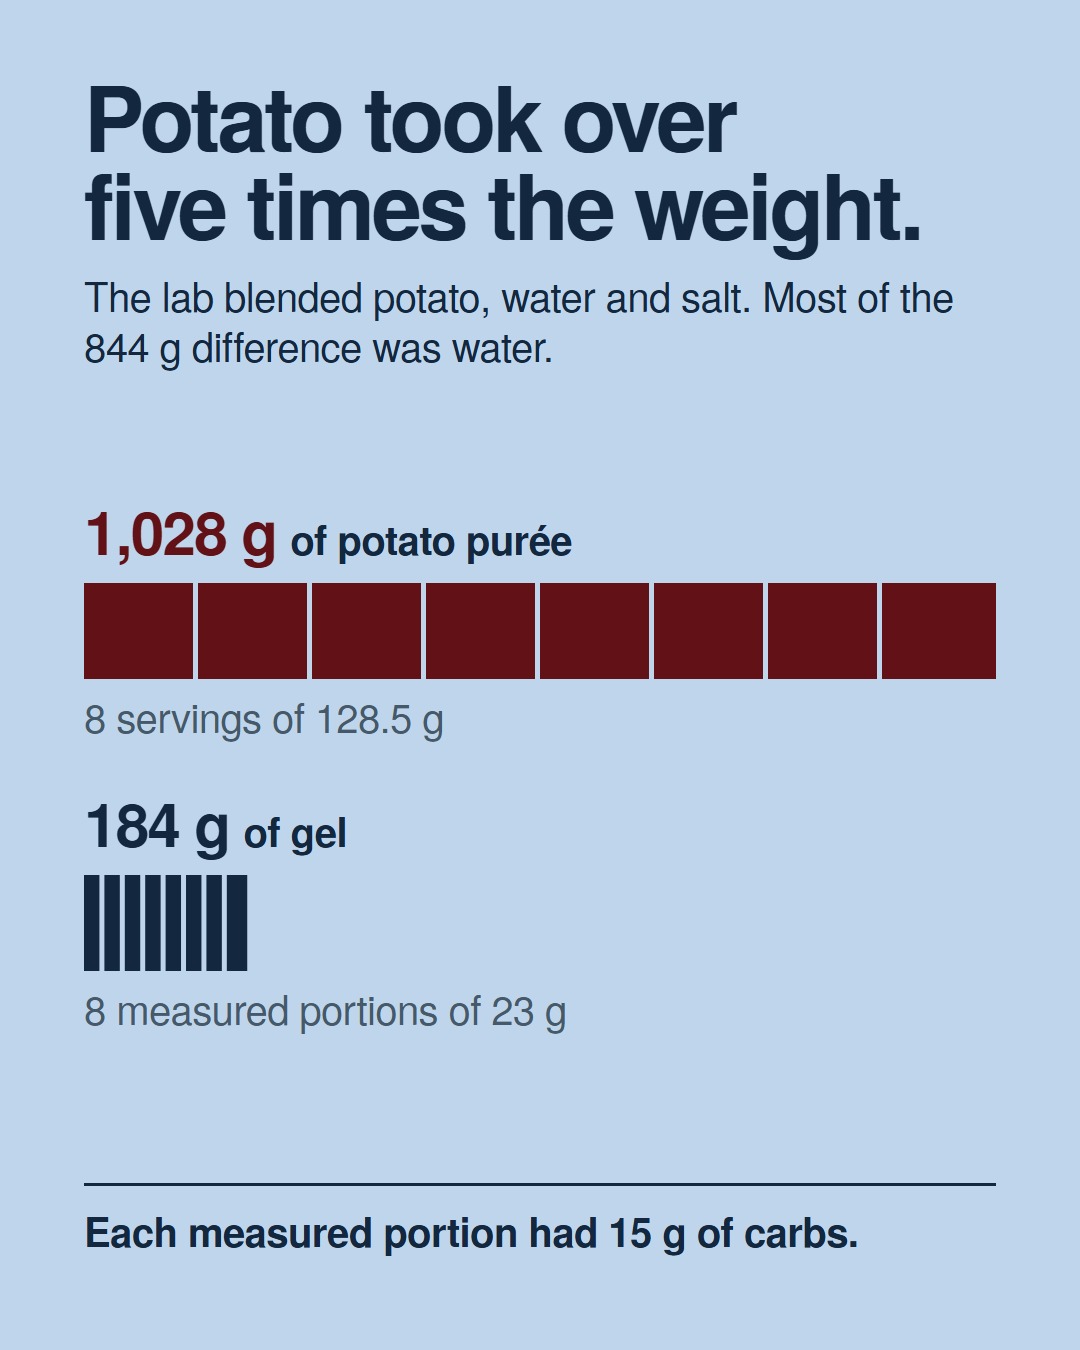 Potato took over
five times the weight.
The lab blended potato, water and salt. Most of the
844 g difference was water.
1,028 g of potato purée
8 servings of 128.5 g
184 g of gel
8 measured portions of 23 g
Each measured portion had 15 g of carbs.